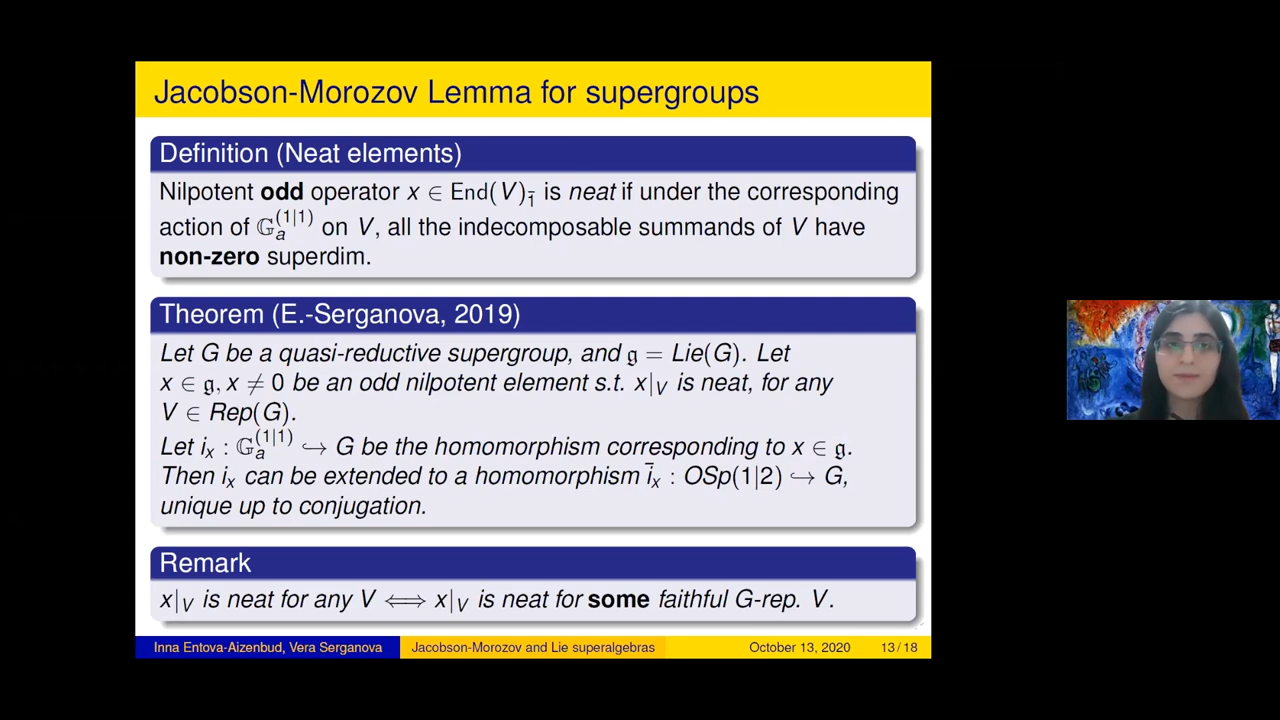 Jacobson-Morozov Lemma for supergroups
Definition (Neat elements)
Nilpotent odd operator x ∈ End(V)_1̄ is neat if under the corresponding
action of 𝔾_a^(1|1) on V, all the indecomposable summands of V have
non-zero superdim.
Theorem (E.-Serganova, 2019)
Let G be a quasi-reductive supergroup, and 𝔤 = Lie(G). Let
x ∈ 𝔤, x ≠ 0 be an odd nilpotent element s.t. x|_V is neat, for any
V ∈ Rep(G).
Let i_x : 𝔾_a^(1|1) ↪ G be the homomorphism corresponding to x ∈ 𝔤.
Then i_x can be extended to a homomorphism ī_x : OSp(1|2) ↪ G,
unique up to conjugation.
Remark
x|_V is neat for any V ⟺ x|_V is neat for some faithful G-rep. V.
Inna Entova-Aizenbud, Vera Serganova Jacobson-Morozov and Lie superalgebras October 13, 2020 13 / 18